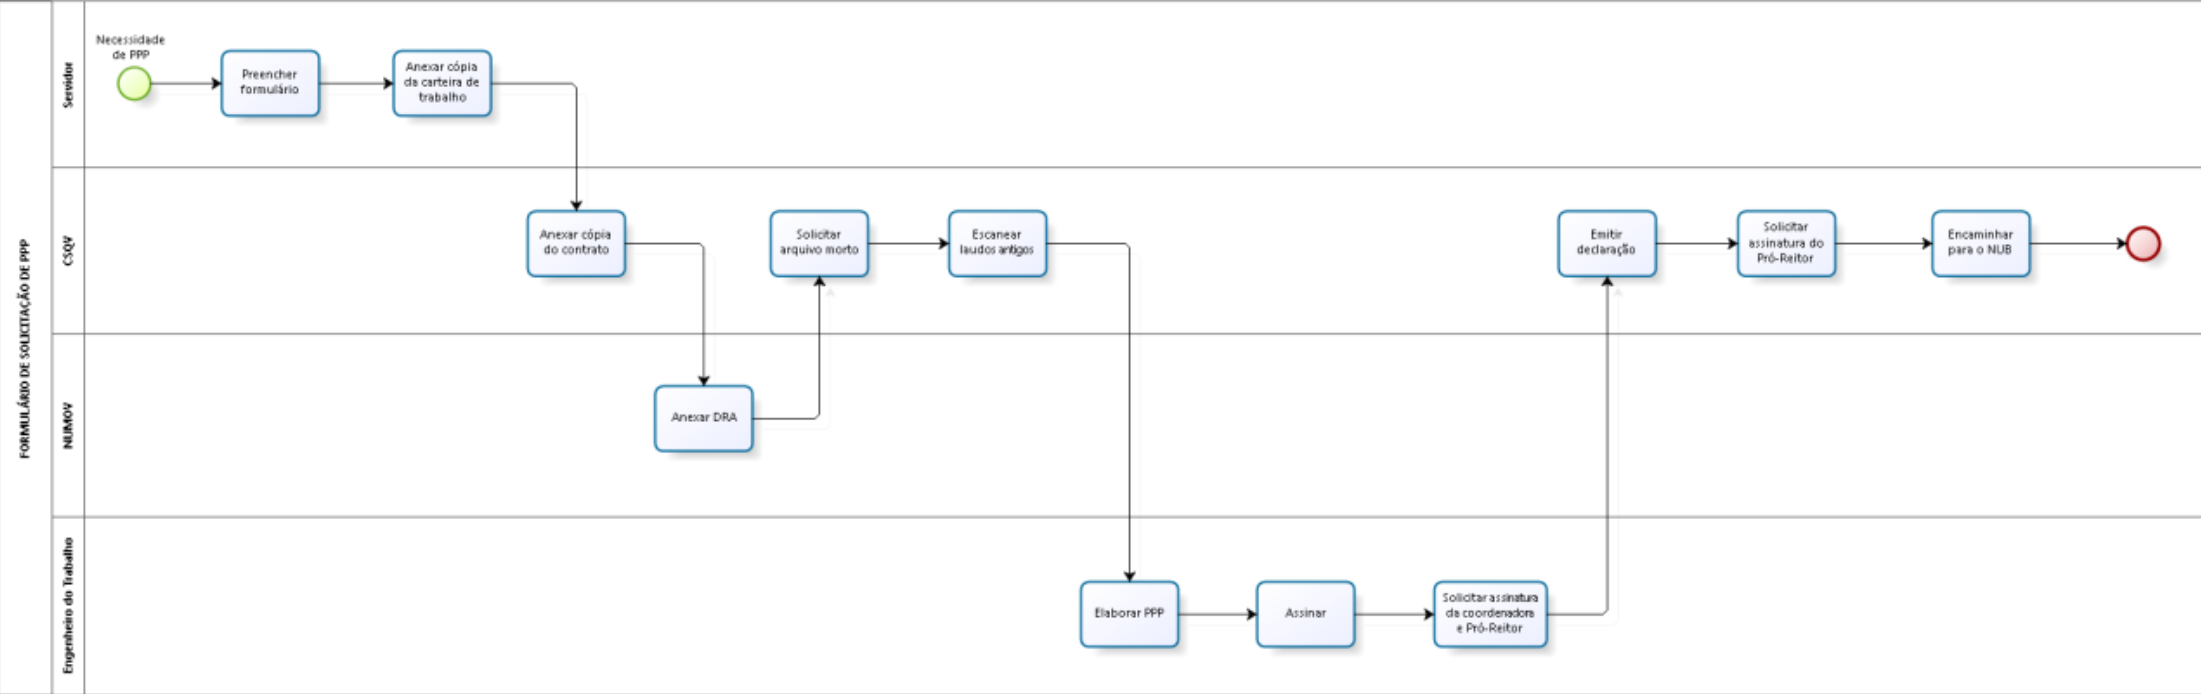 FORMULÁRIO DE SOLICITAÇÃO DE PPP
Servidor
Necessidade
de PPP
Preencher
formulário
Anexar cópia
da carteira de
trabalho
CSQV
Anexar cópia
do contrato
Solicitar
arquivo morto
Escanear
laudos antigos
Emitir
declaração
Solicitar
assinatura do
Pró-Reitor
Encaminhar
para o NUB
NUMOV
Anexar DRA
Engenheiro do Trabalho
Elaborar PPP
Assinar
Solicitar assinatura
da coordenadora
e Pró-Reitor